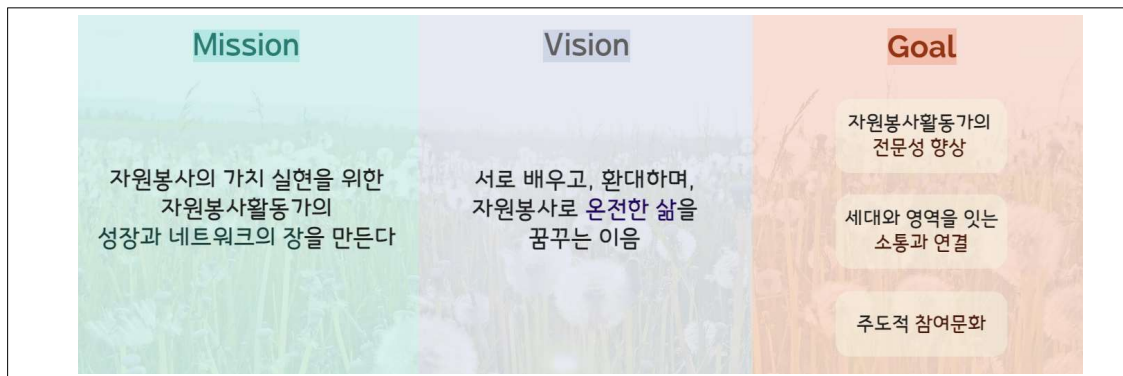 Mission
자원봉사의 가치 실현을 위한
자원봉사활동가의
성장과 네트워크의 장을 만든다
Vision
서로 배우고, 환대하며,
자원봉사로 온전한 삶을
꿈꾸는 이음
Goal
자원봉사활동가의
전문성 향상
세대와 영역을 잇는
소통과 연결
주도적 참여문화